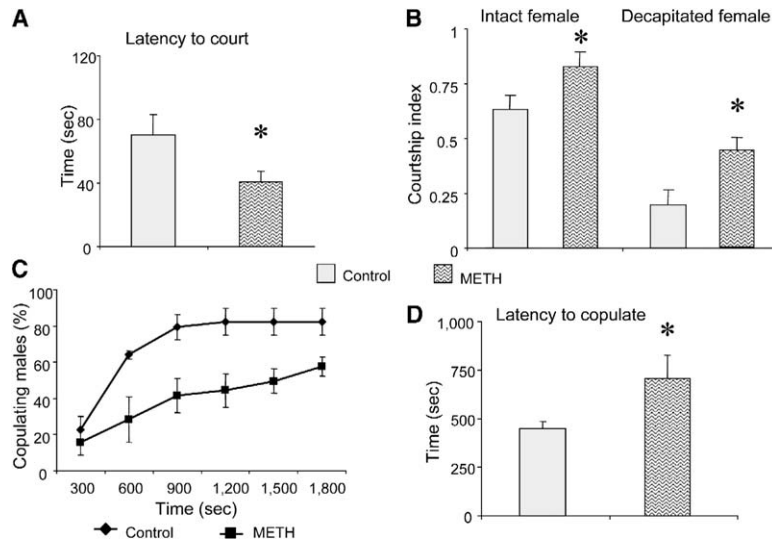 A
Latency to court
120
80
40
0
Time (sec)
*
B
Intact female
Decapitated female
1
0.75
0.5
0.25
0
Courtship index
*
*
Control
METH
C
100
80
60
40
20
0
Copulating males (%)
300 600 900 1,200 1,500 1,800
Time (sec)
Control
METH
D
Latency to copulate
1,000
750
500
250
0
Time (sec)
*